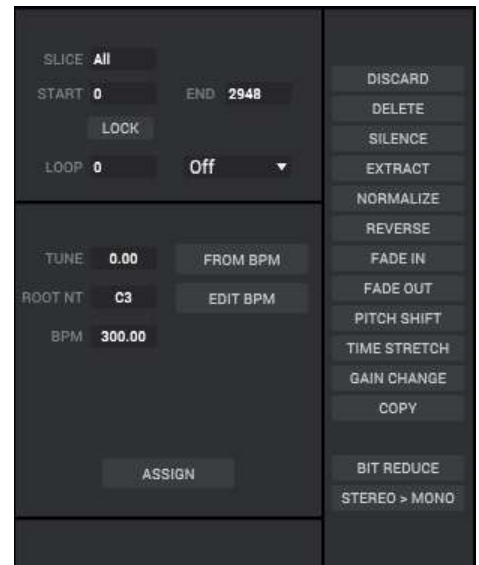 SLICE All
START 0 END 2948
LOCK
LOOP 0 Off
TUNE 0.00 FROM BPM
ROOT NT C3 EDIT BPM
BPM 300.00
ASSIGN
DISCARD
DELETE
SILENCE
EXTRACT
NORMALIZE
REVERSE
FADE IN
FADE OUT
PITCH SHIFT
TIME STRETCH
GAIN CHANGE
COPY
BIT REDUCE
STEREO > MONO